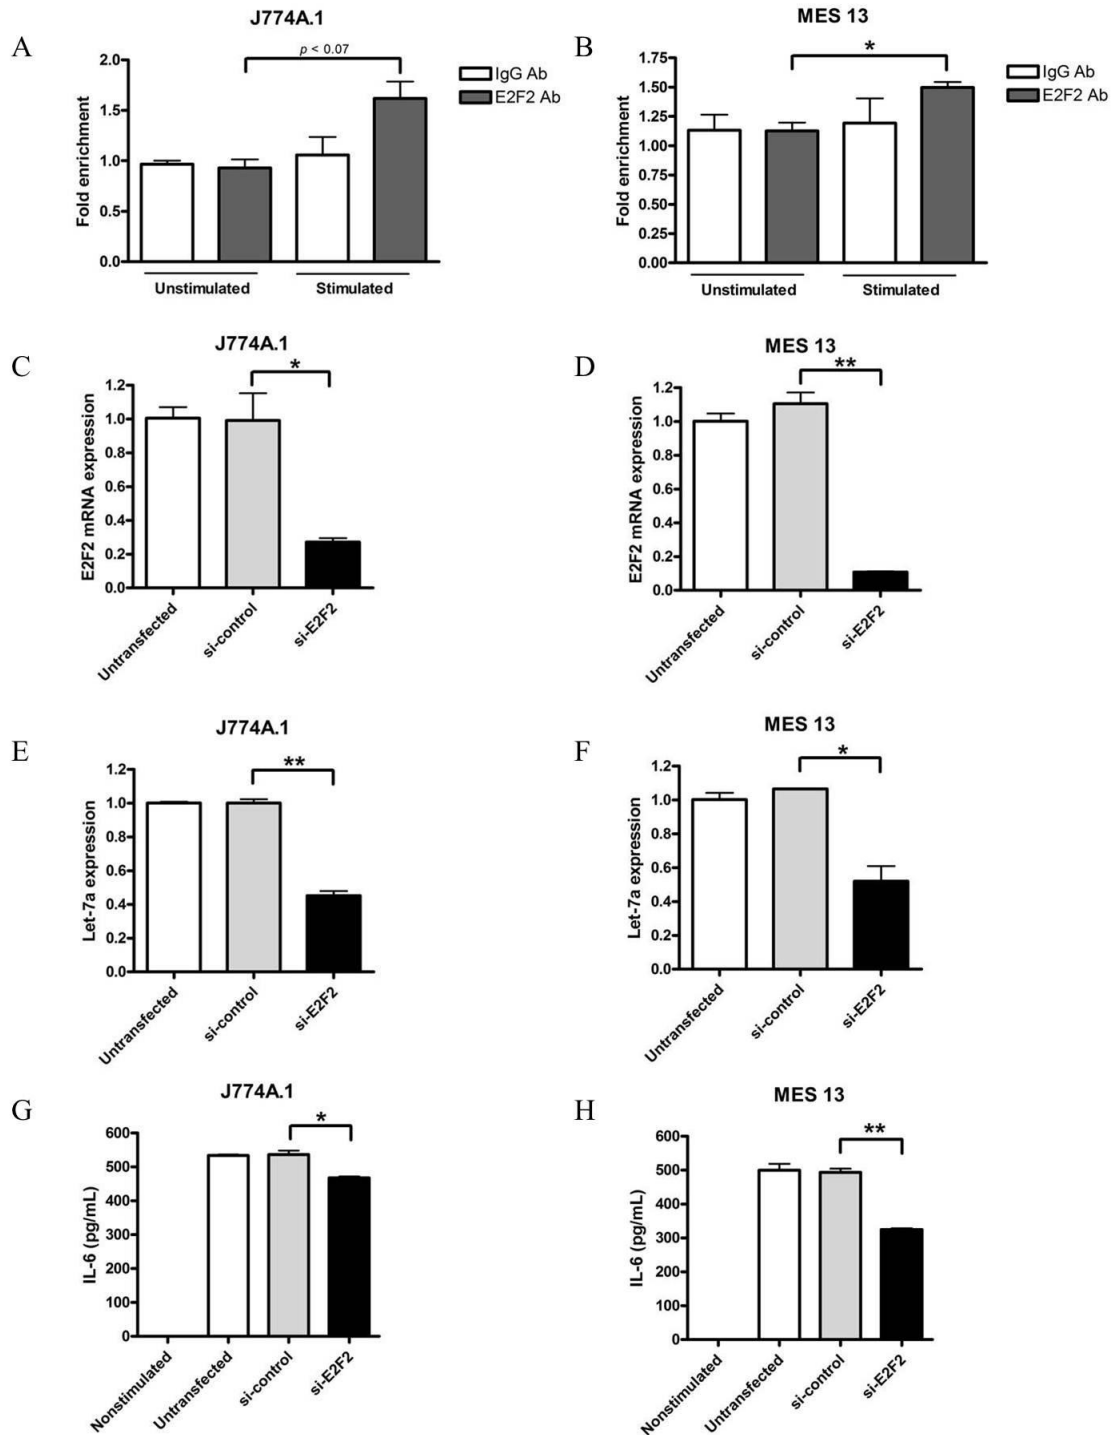 J774A.1
A
p < 0.07
2.0
1.5
1.0
0.5
0.0
Fold enrichment
IgG Ab
E2F2 Ab
Unstimulated
Stimulated
MES 13
B
*
1.75
1.50
1.25
1.00
0.75
0.50
0.25
0.00
Fold enrichment
IgG Ab
E2F2 Ab
Unstimulated
Stimulated
J774A.1
C
*
1.2
1.0
0.8
0.6
0.4
0.2
0.0
E2F2 mRNA expression
Untransfected
si-control
si-E2F2
MES 13
D
**
1.2
1.0
0.8
0.6
0.4
0.2
0.0
E2F2 mRNA expression
Untransfected
si-control
si-E2F2
J774A.1
E
**
1.2
1.0
0.8
0.6
0.4
0.2
0.0
Let-7a expression
Untransfected
si-control
si-E2F2
MES 13
F
*
1.2
1.0
0.8
0.6
0.4
0.2
0.0
Let-7a expression
Untransfected
si-control
si-E2F2
J774A.1
G
*
600
500
400
300
200
100
0
IL-6 (pg/mL)
Nonstimulated
Untransfected
si-control
si-E2F2
MES 13
H
**
600
500
400
300
200
100
0
IL-6 (pg/mL)
Nonstimulated
Untransfected
si-control
si-E2F2